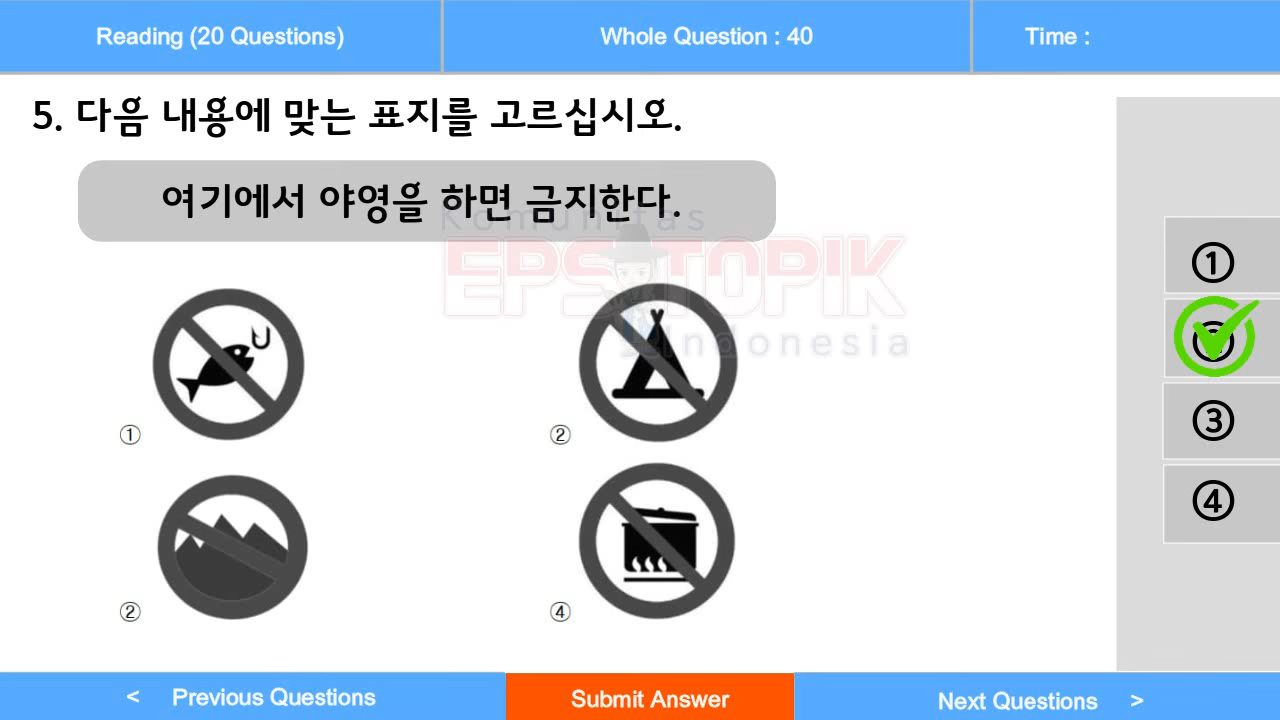 Reading (20 Questions)
Whole Question : 40
Time :
5. 다음 내용에 맞는 표지를 고르십시오.
여기에서 야영을 하면 금지한다.
Komunitas
EPS TOPIK
Indonesia
①
②
②
④
①
②
③
④
< Previous Questions
Submit Answer
Next Questions >